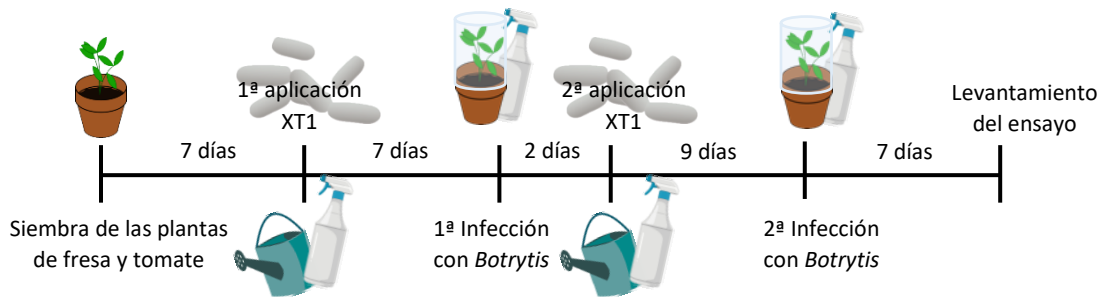 1ª aplicación
XT1
2ª aplicación
XT1
Levantamiento
del ensayo
7 días
7 días
2 días
9 días
7 días
Siembra de las plantas
de fresa y tomate
1ª Infección
con Botrytis
2ª Infección
con Botrytis